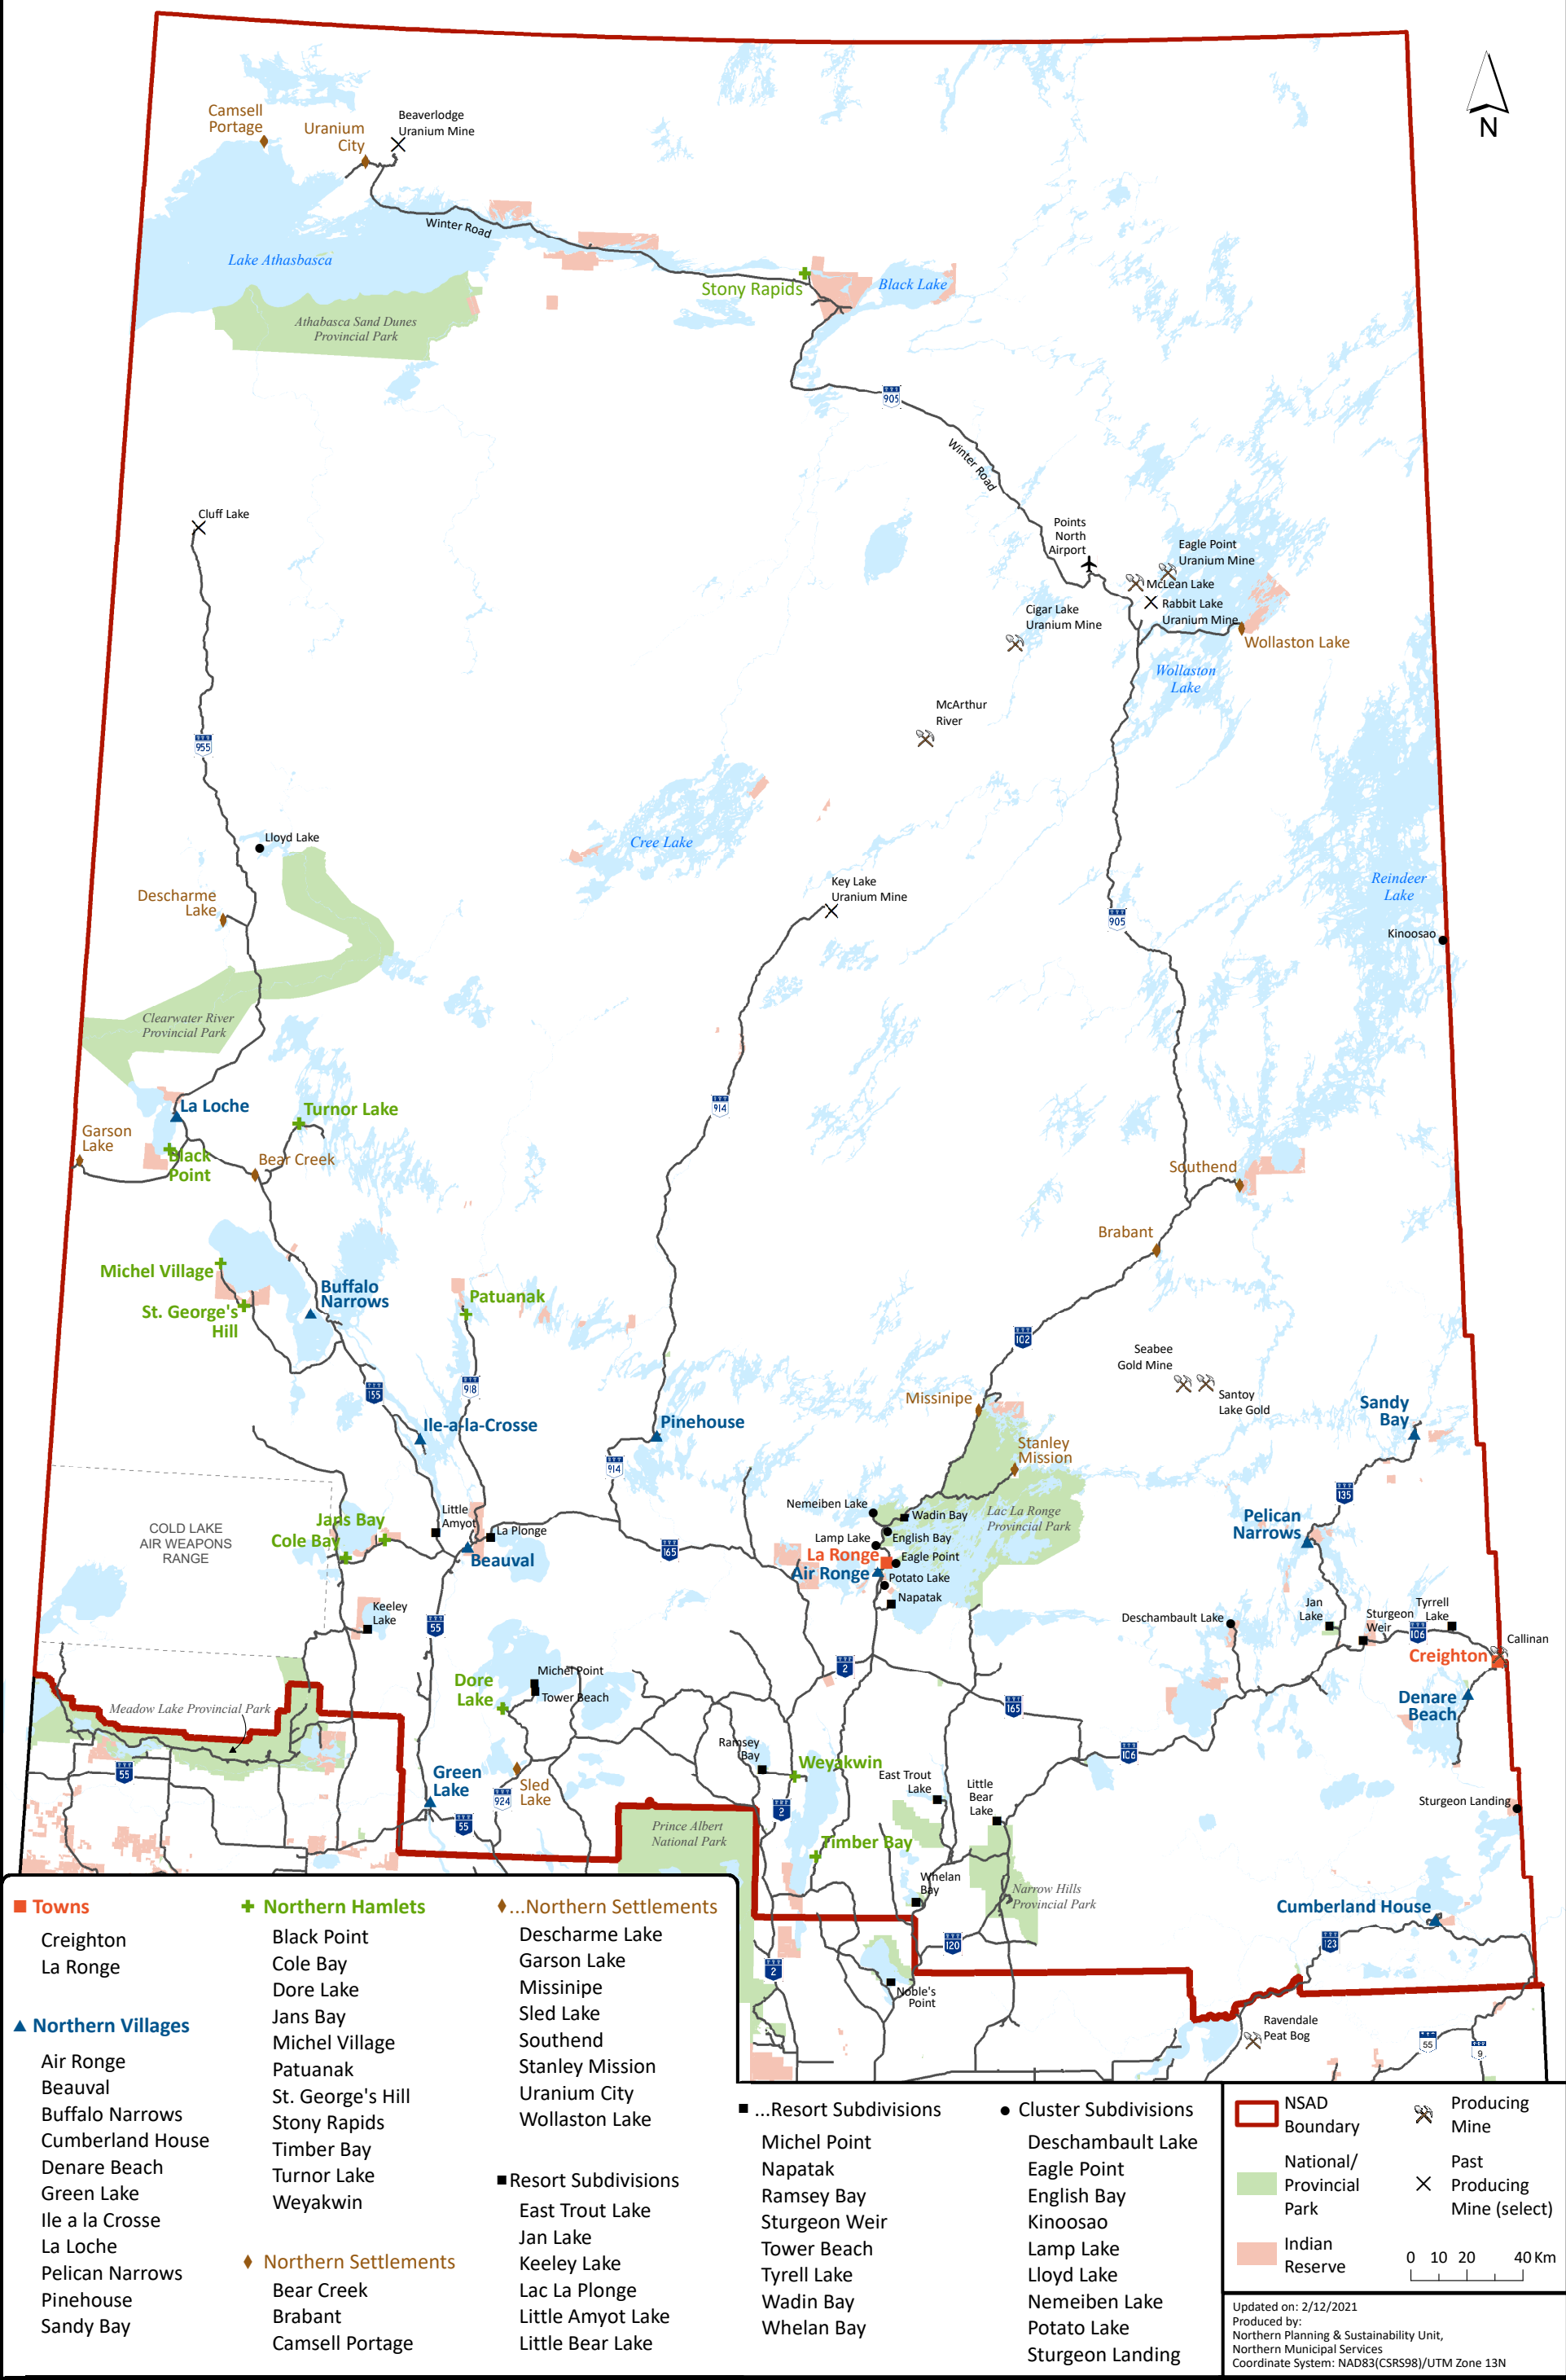 N
Camsell
Portage
Uranium
City
Beaverlodge
Uranium Mine
Winter Road
Lake Athasbasca
Athabasca Sand Dunes
Provincial Park
Stony Rapids
Black Lake
905
Winter Road
Cluff Lake
Points
North
Airport
Eagle Point
Uranium Mine
McLean Lake
Rabbit Lake
Uranium Mine
Cigar Lake
Uranium Mine
Wollaston Lake
Wollaston
Lake
McArthur
River
955
Lloyd Lake
Cree Lake
Descharme
Lake
Key Lake
Uranium Mine
905
Reindeer
Lake
Kinoosao
Clearwater River
Provincial Park
La Loche
Turnor Lake
914
Garson
Lake
Black
Point
Bear Creek
Southend
Brabant
Michel Village
Buffalo
Narrows
St. George's
Hill
Patuanak
102
Seabee
Gold Mine
Santoy
Lake Gold
155
918
Missinipe
Sandy
Bay
Ile-a-la-Crosse
Pinehouse
Stanley
Mission
914
135
COLD LAKE
AIR WEAPONS
RANGE
Jans Bay
Cole Bay
Little
Amyot
La Plonge
Beauval
165
Nemeiben Lake
Wadin Bay
Lac La Ronge
Provincial Park
Lamp Lake
English Bay
La Ronge
Eagle Point
Air Ronge
Potato Lake
Napatak
Pelican
Narrows
Keeley
Lake
55
Deschambault Lake
Jan
Lake
Sturgeon
Weir
Tyrrell
Lake
106
Callinan
Creighton
Denare
Beach
Dore
Lake
Michel Point
Tower Beach
2
165
Meadow Lake Provincial Park
55
Ramsey
Bay
Weyakwin
106
Green
Lake
Sled
Lake
924
55
2
East Trout
Lake
Little
Bear
Lake
Sturgeon Landing
Prince Albert
National Park
Timber Bay
Whelan
Bay
Narrow Hills
Provincial Park
Cumberland House
123
120
2
Noble's
Point
Ravendale
Peat Bog
55
9
Towns
Creighton
La Ronge
Northern Villages
Air Ronge
Beauval
Buffalo Narrows
Cumberland House
Denare Beach
Green Lake
Ile a la Crosse
La Loche
Pelican Narrows
Pinehouse
Sandy Bay
Northern Hamlets
Black Point
Cole Bay
Dore Lake
Jans Bay
Michel Village
Patuanak
St. George's Hill
Stony Rapids
Timber Bay
Turnor Lake
Weyakwin
Northern Settlements
Bear Creek
Brabant
Camsell Portage
...Northern Settlements
Descharme Lake
Garson Lake
Missinipe
Sled Lake
Southend
Stanley Mission
Uranium City
Wollaston Lake
Resort Subdivisions
East Trout Lake
Jan Lake
Keeley Lake
Lac La Plonge
Little Amyot Lake
Little Bear Lake
...Resort Subdivisions
Michel Point
Napatak
Ramsey Bay
Sturgeon Weir
Tower Beach
Tyrell Lake
Wadin Bay
Whelan Bay
Cluster Subdivisions
Deschambault Lake
Eagle Point
English Bay
Kinoosao
Lamp Lake
Lloyd Lake
Nemeiben Lake
Potato Lake
Sturgeon Landing
NSAD
Boundary
National/
Provincial
Park
Indian
Reserve
Producing
Mine
Past
Producing
Mine (select)
0 10 20 40 Km
Updated on: 2/12/2021
Produced by:
Northern Planning & Sustainability Unit,
Northern Municipal Services
Coordinate System: NAD83(CSRS98)/UTM Zone 13N